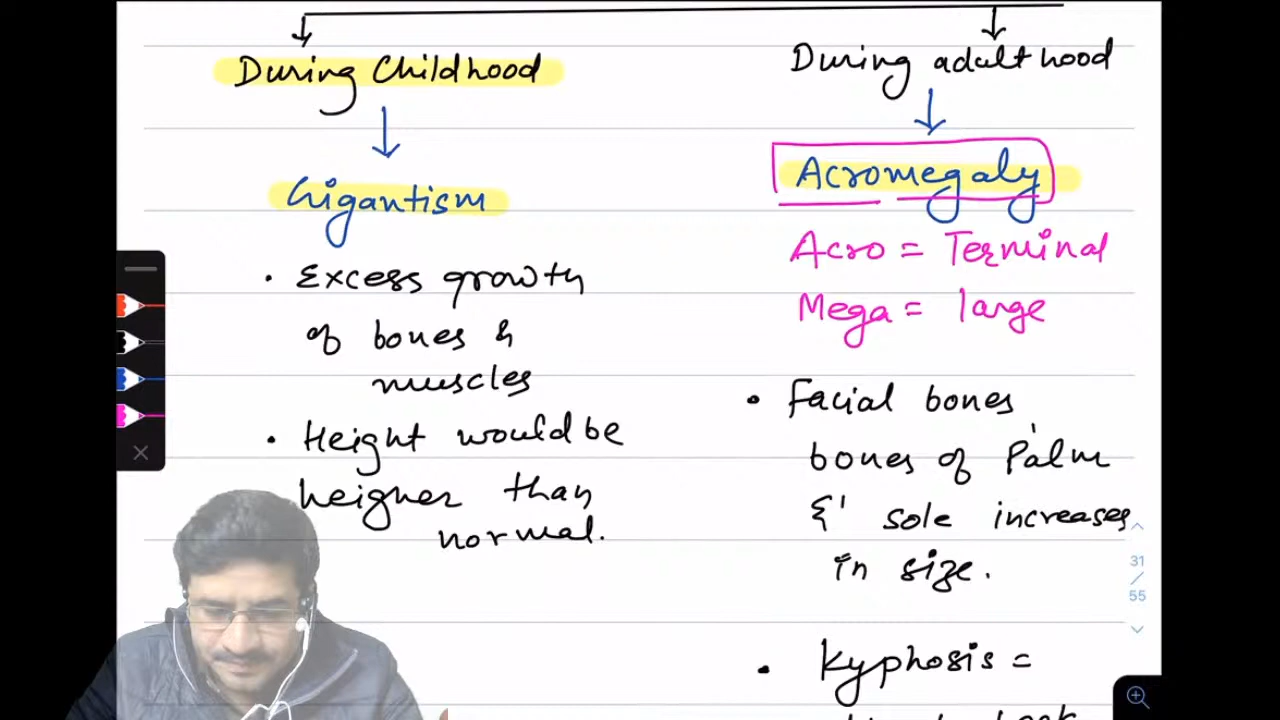 During Childhood
Gigantism
• Excess growth
of bones &
muscles
• Height would be
heigher than
normal.
During adulthood
Acromegaly
Acro = Terminal
Mega = large
• Facial bones
bones of Palm
& sole increases
in size.
• Kyphosis =
31
/
55